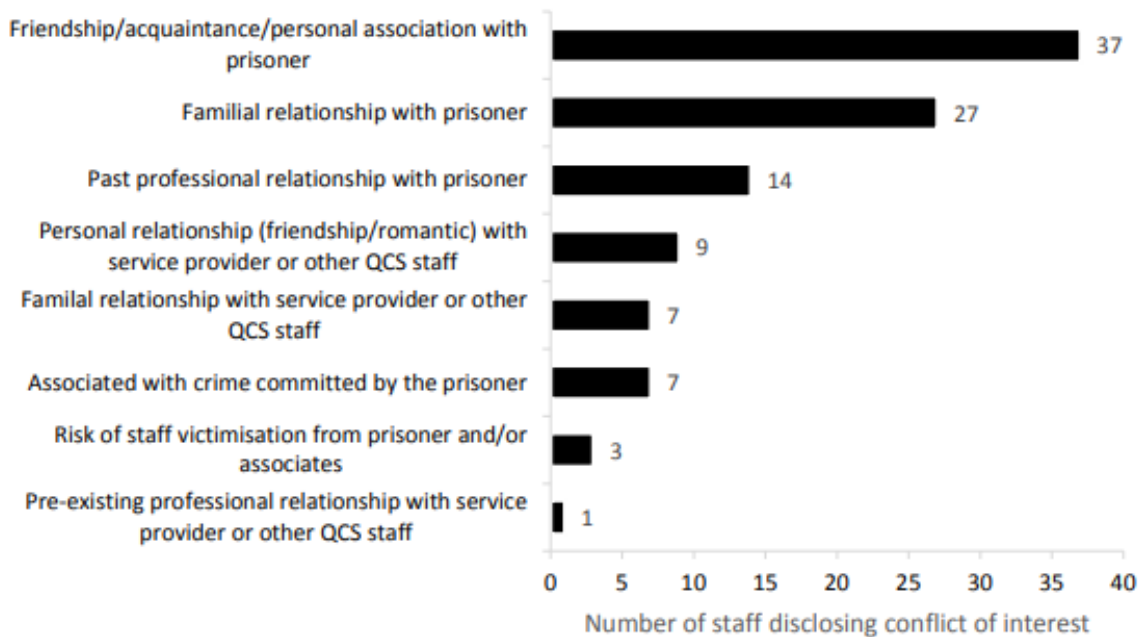 Friendship/acquaintance/personal association with
prisoner
37
Familial relationship with prisoner
27
Past professional relationship with prisoner
14
Personal relationship (friendship/romantic) with
service provider or other QCS staff
9
Familal relationship with service provider or other
QCS staff
7
Associated with crime committed by the prisoner
7
Risk of staff victimisation from prisoner and/or
associates
3
Pre-existing professional relationship with service
provider or other QCS staff
1
0 5 10 15 20 25 30 35 40
Number of staff disclosing conflict of interest